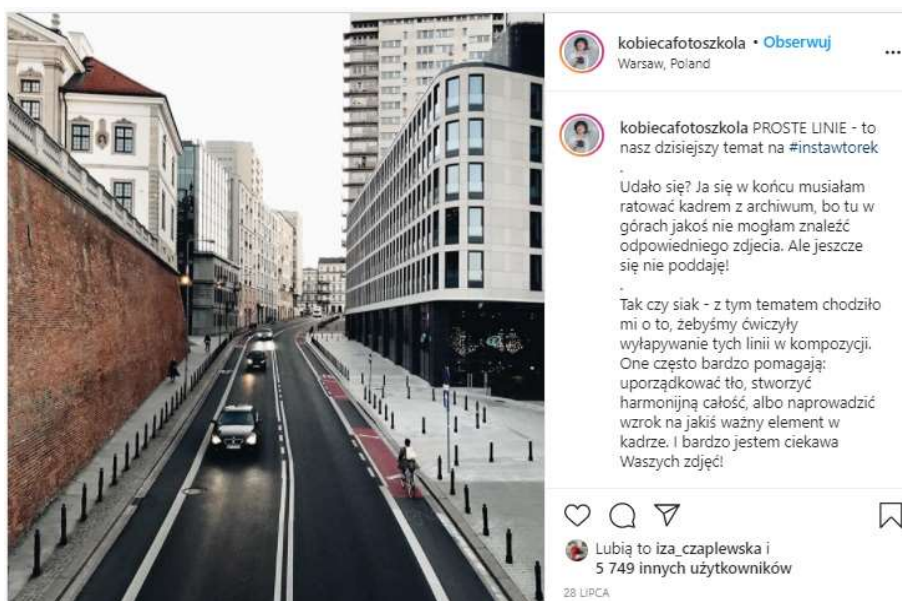 kobiecafotoszkola • Obserwuj
Warsaw, Poland
...
kobiecafotoszkola PROSTE LINIE - to
nasz dzisiejszy temat na #instawtorek
.
Udało się? Ja się w końcu musiałam
ratować kadrem z archiwum, bo tu w
górach jakoś nie mogłam znaleźć
odpowiedniego zdjecia. Ale jeszcze
się nie poddaję!
.
Tak czy siak - z tym tematem chodziło
mi o to, żebyśmy ćwiczyły
wyłapywanie tych linii w kompozycji.
One często bardzo pomagają:
uporządkować tło, stworzyć
harmonijną całość, albo naprowadzić
wzrok na jakiś ważny element w
kadrze. I bardzo jestem ciekawa
Waszych zdjęć!
Lubią to iza_czaplewska i
5 749 innych użytkowników
28 LIPCA